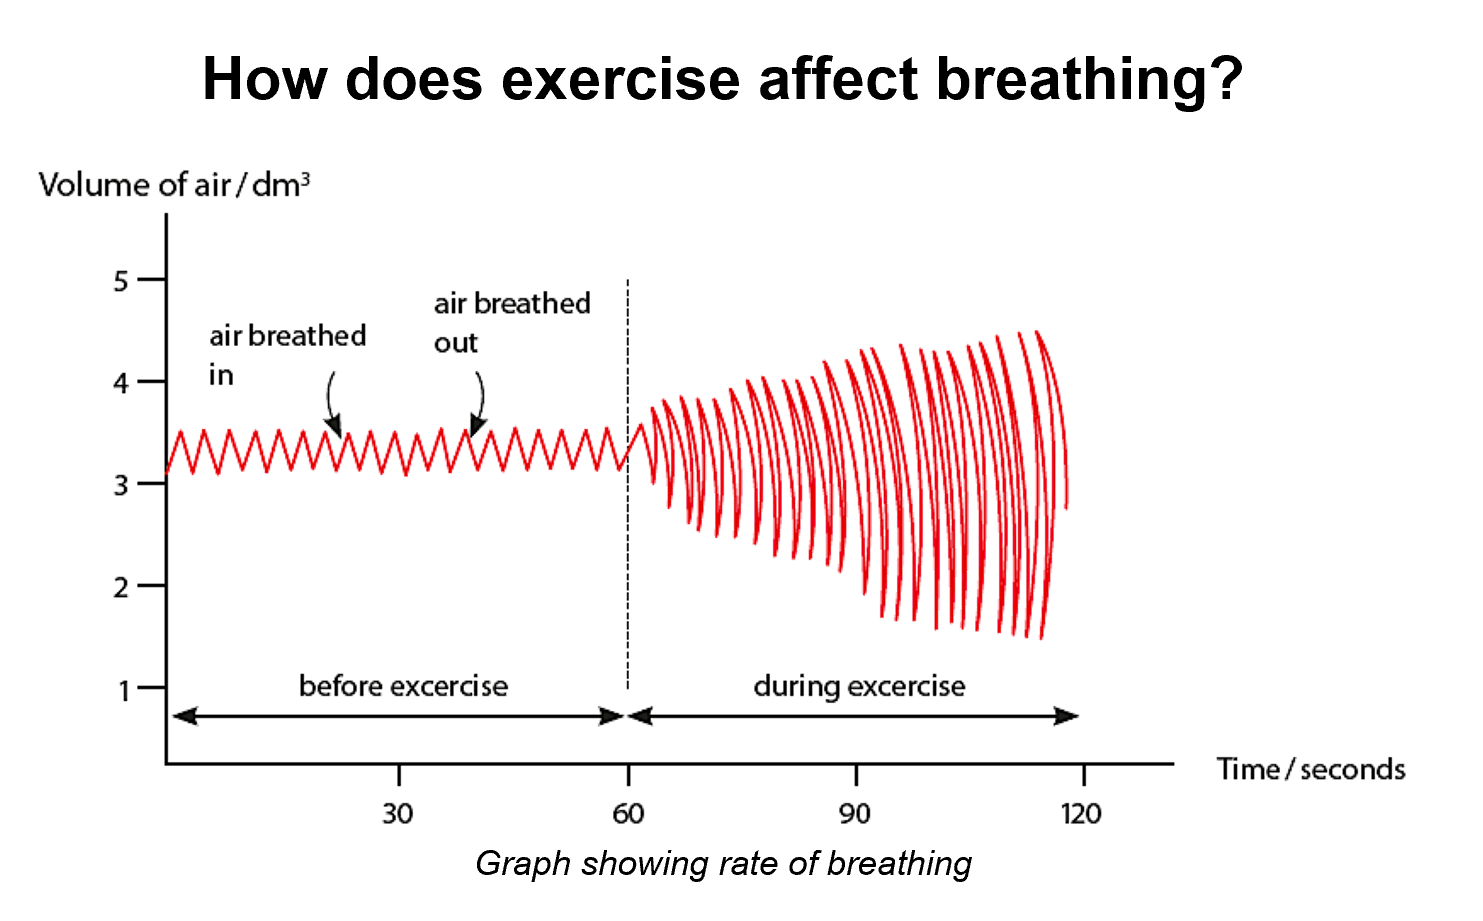 How does exercise affect breathing?
Volume of air / dm³
5
air breathed
out
air breathed
in
4
3
2
before excercise
during excercise
1
Time / seconds
30
60
90
120
Graph showing rate of breathing